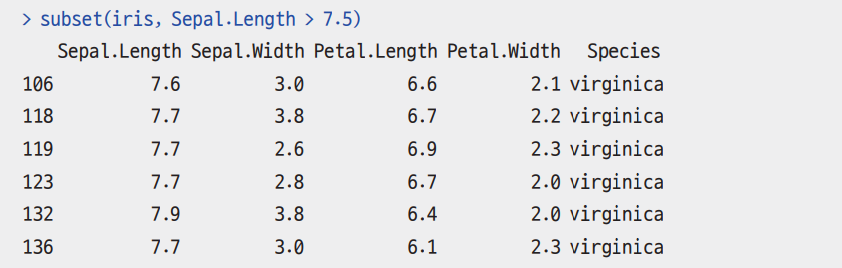 > subset(iris, Sepal.Length > 7.5)
Sepal.Length Sepal.Width Petal.Length Petal.Width Species
106 7.6 3.0 6.6 2.1 virginica
118 7.7 3.8 6.7 2.2 virginica
119 7.7 2.6 6.9 2.3 virginica
123 7.7 2.8 6.7 2.0 virginica
132 7.9 3.8 6.4 2.0 virginica
136 7.7 3.0 6.1 2.3 virginica